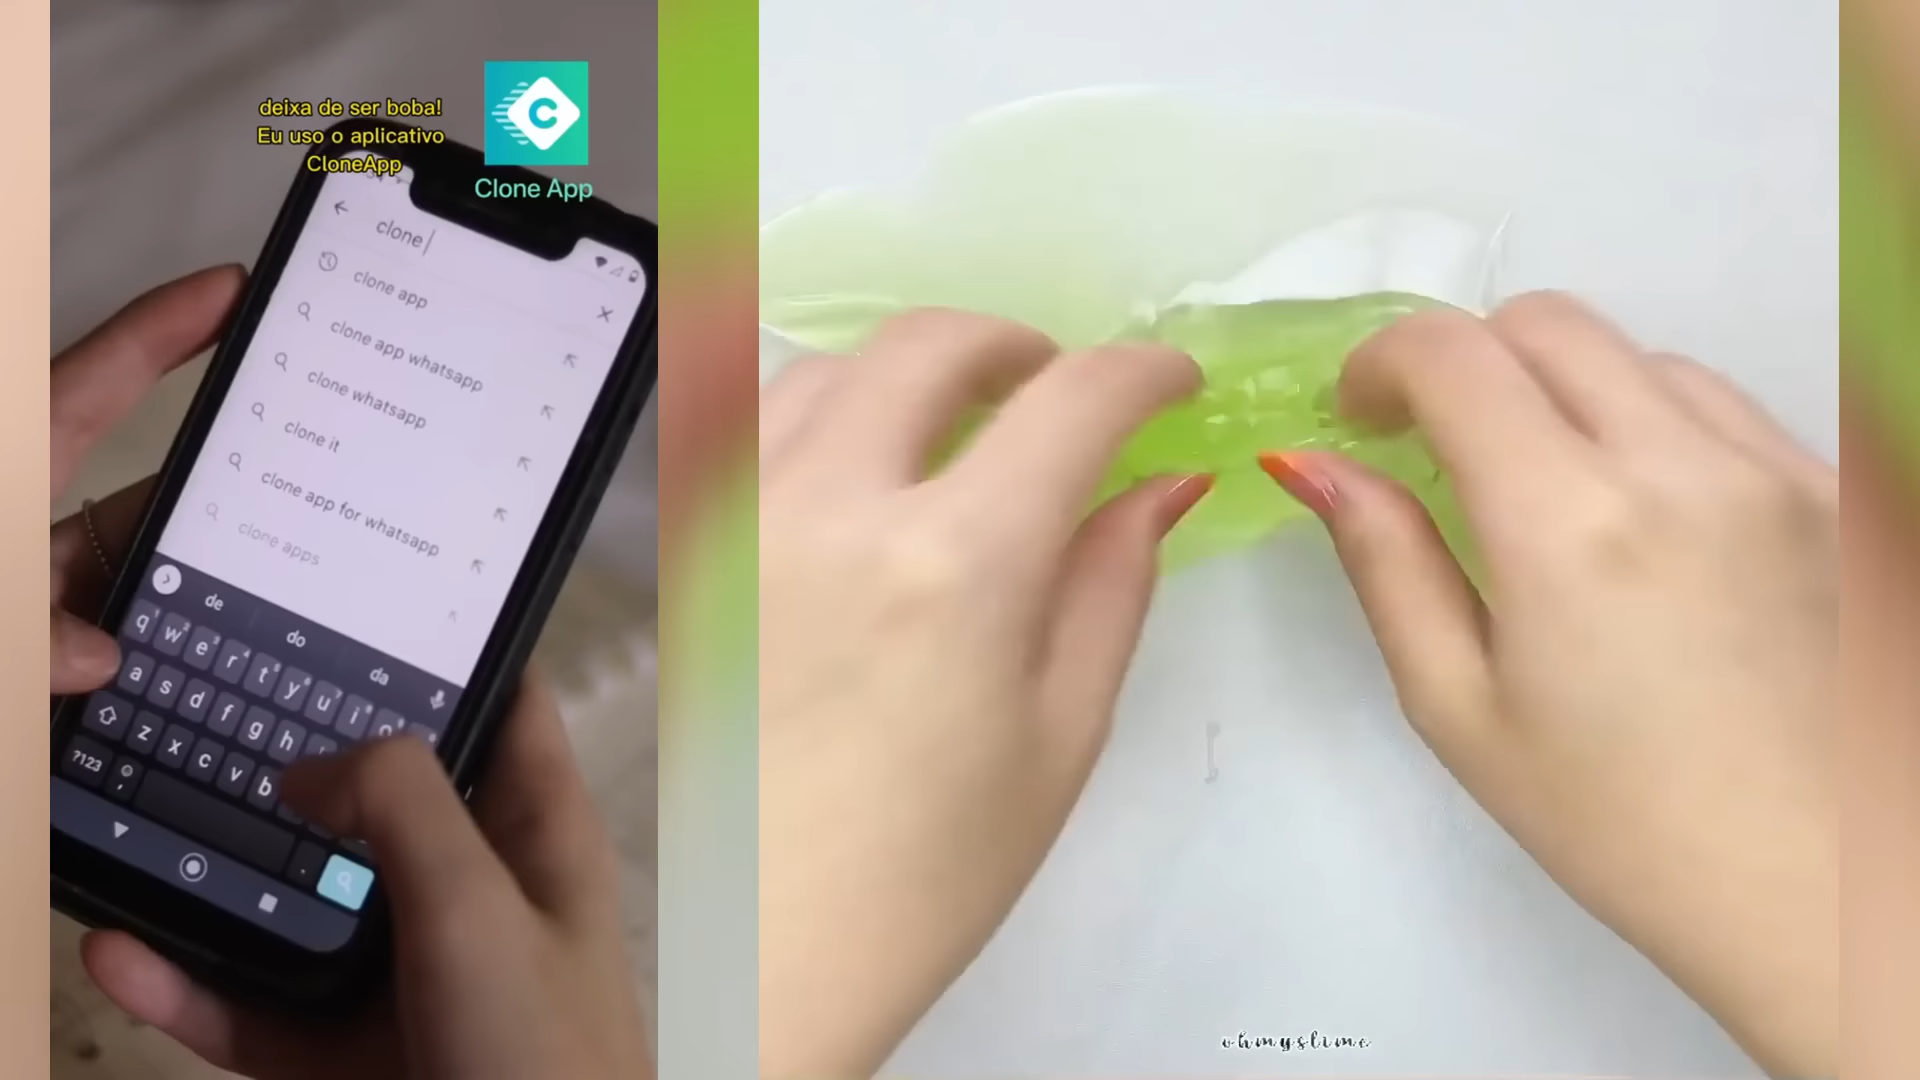 deixa de ser boba!
Eu uso o aplicativo
CloneApp
C
Clone App
clone
clone app
clone app whatsapp
clone whatsapp
clone it
clone app for whatsapp
clone apps
de
do
da
q w e r t y u i o
a s d f g h
z x c v b
?123
ohmyslime